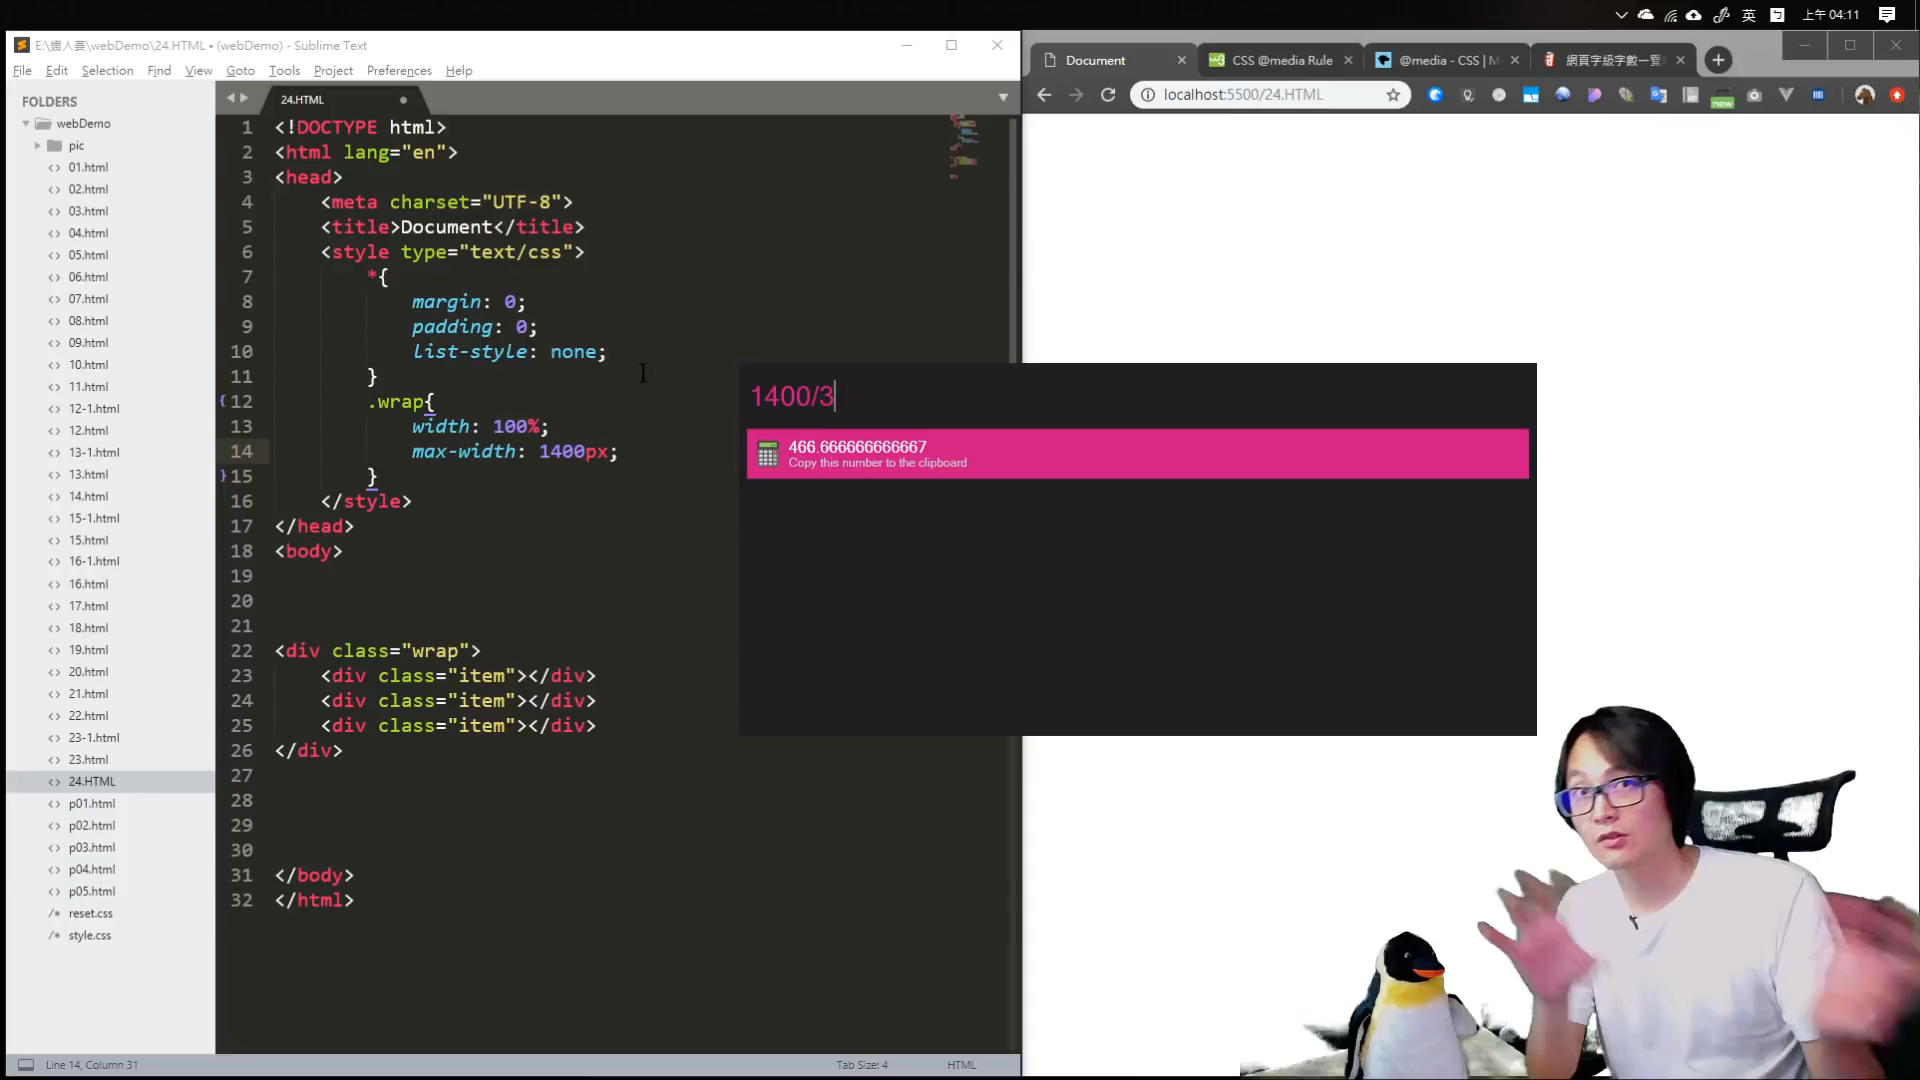 上午 04:11
英
E:\鐵人賽\webDemo\24.HTML • (webDemo) - Sublime Text
File Edit Selection Find View Goto Tools Project Preferences Help
FOLDERS
webDemo
pic
01.html
02.html
03.html
04.html
05.html
06.html
07.html
08.html
09.html
10.html
11.html
12-1.html
12.html
13-1.html
13.html
14.html
15-1.html
15.html
16-1.html
16.html
17.html
18.html
19.html
20.html
21.html
22.html
23-1.html
23.html
24.HTML
p01.html
p02.html
p03.html
p04.html
p05.html
/* reset.css
/* style.css
24.HTML
1 <!DOCTYPE html>
2 <html lang="en">
3 <head>
4 <meta charset="UTF-8">
5 <title>Document</title>
6 <style type="text/css">
7 *{
8 margin: 0;
9 padding: 0;
10 list-style: none;
11 }
12 .wrap{
13 width: 100%;
14 max-width: 1400px;
15 }
16 </style>
17 </head>
18 <body>
19
20
21
22 <div class="wrap">
23 <div class="item"></div>
24 <div class="item"></div>
25 <div class="item"></div>
26 </div>
27
28
29
30
31 </body>
32 </html>
Line 14, Column 31
Tab Size: 4
HTML
Document
CSS @media Rule
@media - CSS | M
網頁字級字數一覽
localhost:5500/24.HTML
new
1400/3
466.666666666667
Copy this number to the clipboard